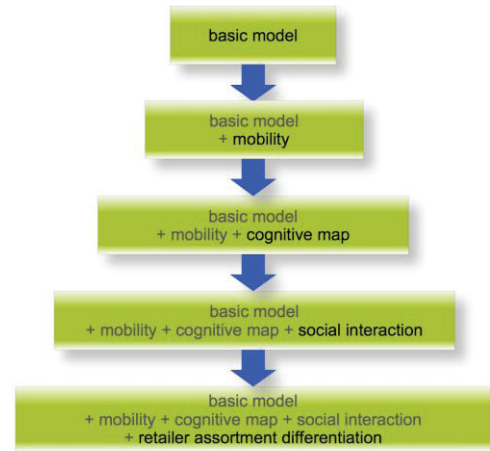 basic model
basic model
+ mobility
basic model
+ mobility + cognitive map
basic model
+ mobility + cognitive map + social interaction
basic model
+ mobility + cognitive map + social interaction
+ retailer assortment differentiation